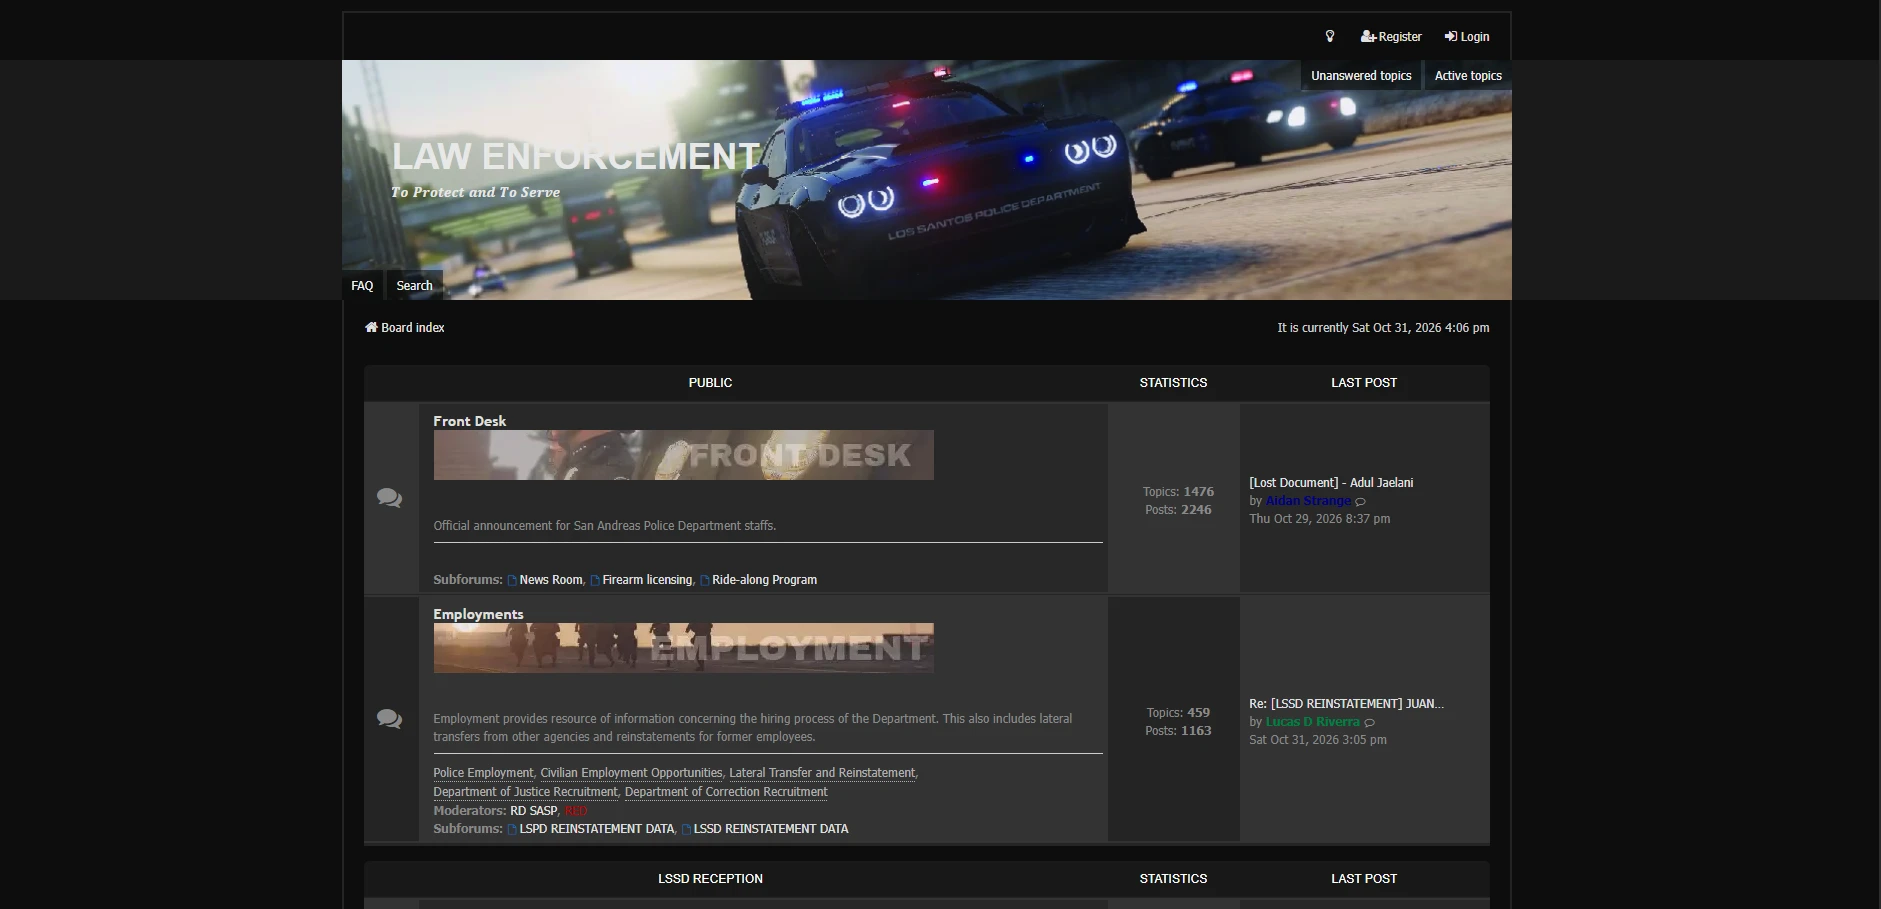 Register Login
Unanswered topics Active topics
LAW ENFORCEMENT
To Protect and To Serve
LOS SANTOS POLICE DEPARTMENT
FAQ Search
Board index It is currently Sat Oct 31, 2026 4:06 pm
PUBLIC STATISTICS LAST POST
Front Desk
FRONT DESK
Topics: 1476
Posts: 2246
[Lost Document] - Adul Jaelani
by Aidan Strange
Thu Oct 29, 2026 8:37 pm
Official announcement for San Andreas Police Department staffs.
Subforums: News Room, Firearm licensing, Ride-along Program
Employments
EMPLOYMENT
Employment provides resource of information concerning the hiring process of the Department. This also includes lateral
transfers from other agencies and reinstatements for former employees.
Topics: 459
Posts: 1163
Re: [LSSD REINSTATEMENT] JUAN…
by Lucas D Riverra
Sat Oct 31, 2026 3:05 pm
Police Employment, Civilian Employment Opportunities, Lateral Transfer and Reinstatement,
Department of Justice Recruitment, Department of Correction Recruitment
Moderators: RD SASP, RED
Subforums: LSPD REINSTATEMENT DATA, LSSD REINSTATEMENT DATA
LSSD RECEPTION STATISTICS LAST POST